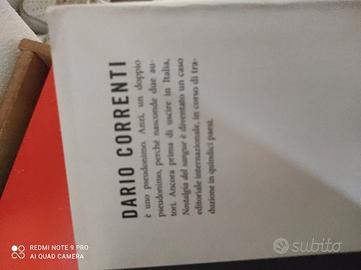 DARIO CORRENTI
è uno pseudonimo. Anzi, un doppio
pseudonimo, perché nasconde due au-
tori. Ancora prima di uscire in Italia,
Nostalgia del sangue è diventato un caso
editoriale internazionale, in corso di tra-
duzione in quindici paesi.
REDMI NOTE 9 PRO
AI QUAD CAMERA
subito